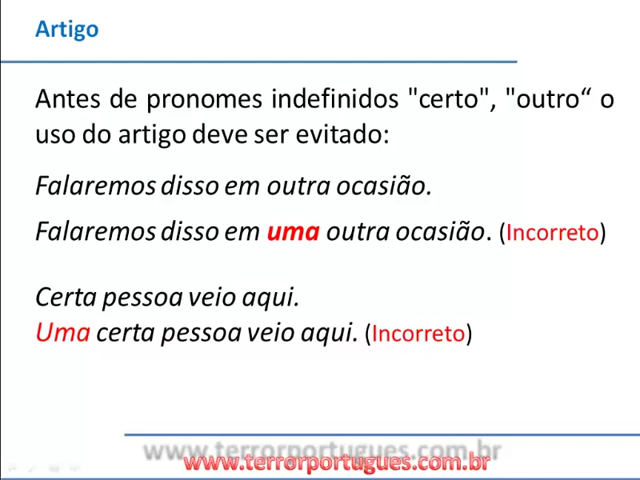 Artigo
Antes de pronomes indefinidos "certo", "outro“ o
uso do artigo deve ser evitado:
Falaremos disso em outra ocasião.
Falaremos disso em uma outra ocasião. (Incorreto)
Certa pessoa veio aqui.
Uma certa pessoa veio aqui. (Incorreto)
www.terrorportugues.com.br
www.terrorportugues.com.br